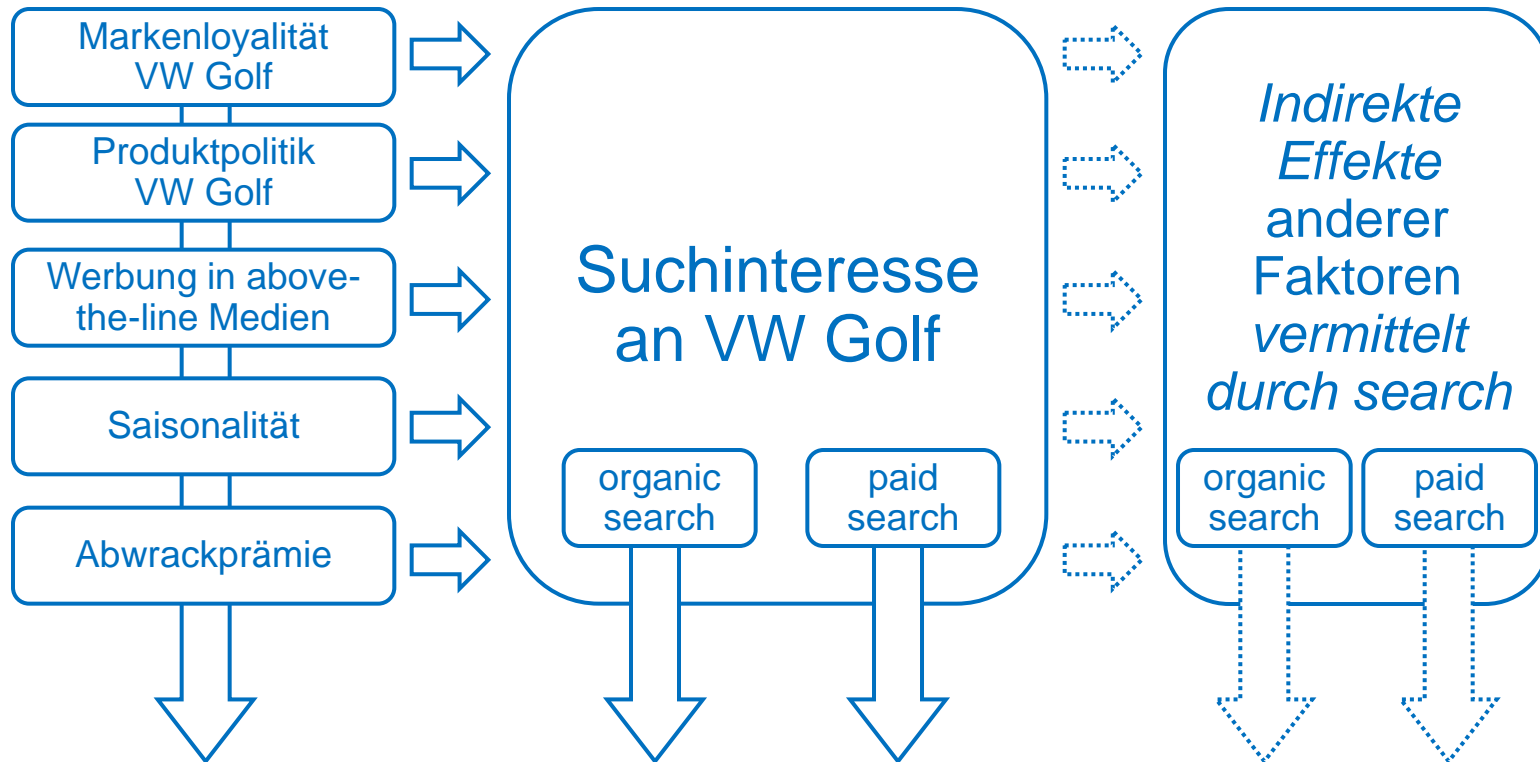 Markenloyalität
VW Golf
Produktpolitik
VW Golf
Werbung in above-
the-line Medien
Saisonalität
Abwrackprämie
Suchinteresse
an VW Golf
organic
search
paid
search
Indirekte
Effekte
anderer
Faktoren
vermittelt
durch search
organic
search
paid
search